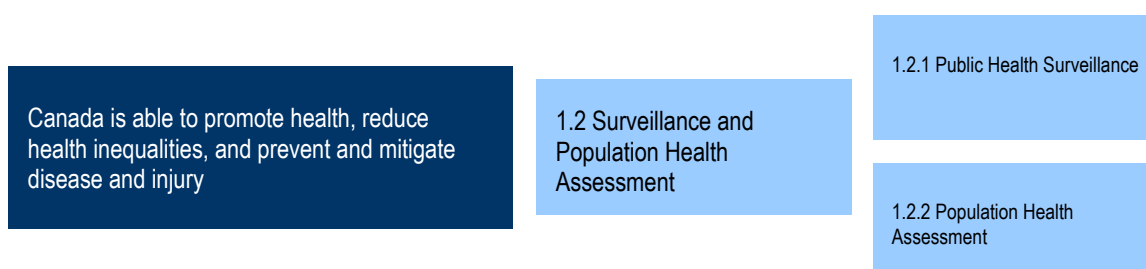 Canada is able to promote health, reduce
health inequalities, and prevent and mitigate
disease and injury
1.2 Surveillance and
Population Health
Assessment
1.2.1 Public Health Surveillance
1.2.2 Population Health
Assessment